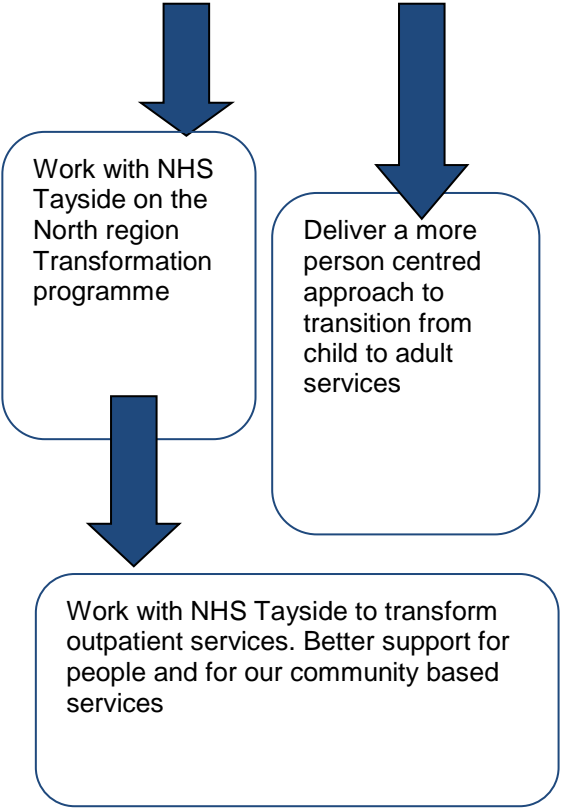 Work with NHS
Tayside on the
North region
Transformation
programme
Deliver a more
person centred
approach to
transition from
child to adult
services
Work with NHS Tayside to transform
outpatient services. Better support for
people and for our community based
services